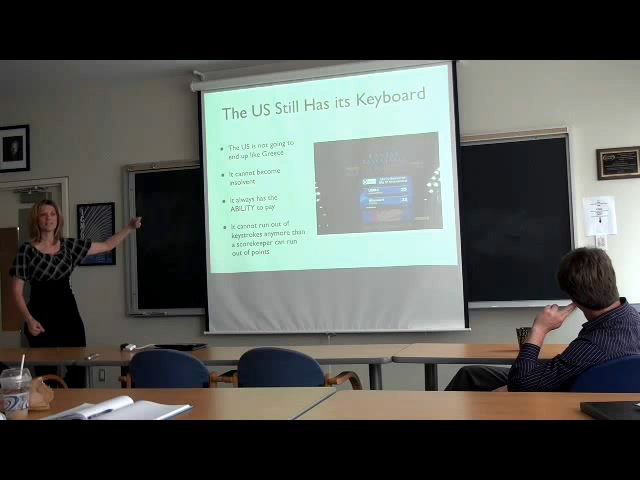 The US Still Has its Keyboard
• The US is not going to
end up like Greece
• It cannot become
insolvent
• It always has the
ABILITY to pay
• It cannot run out of
keystrokes anymore than
a scorekeeper can run
out of points